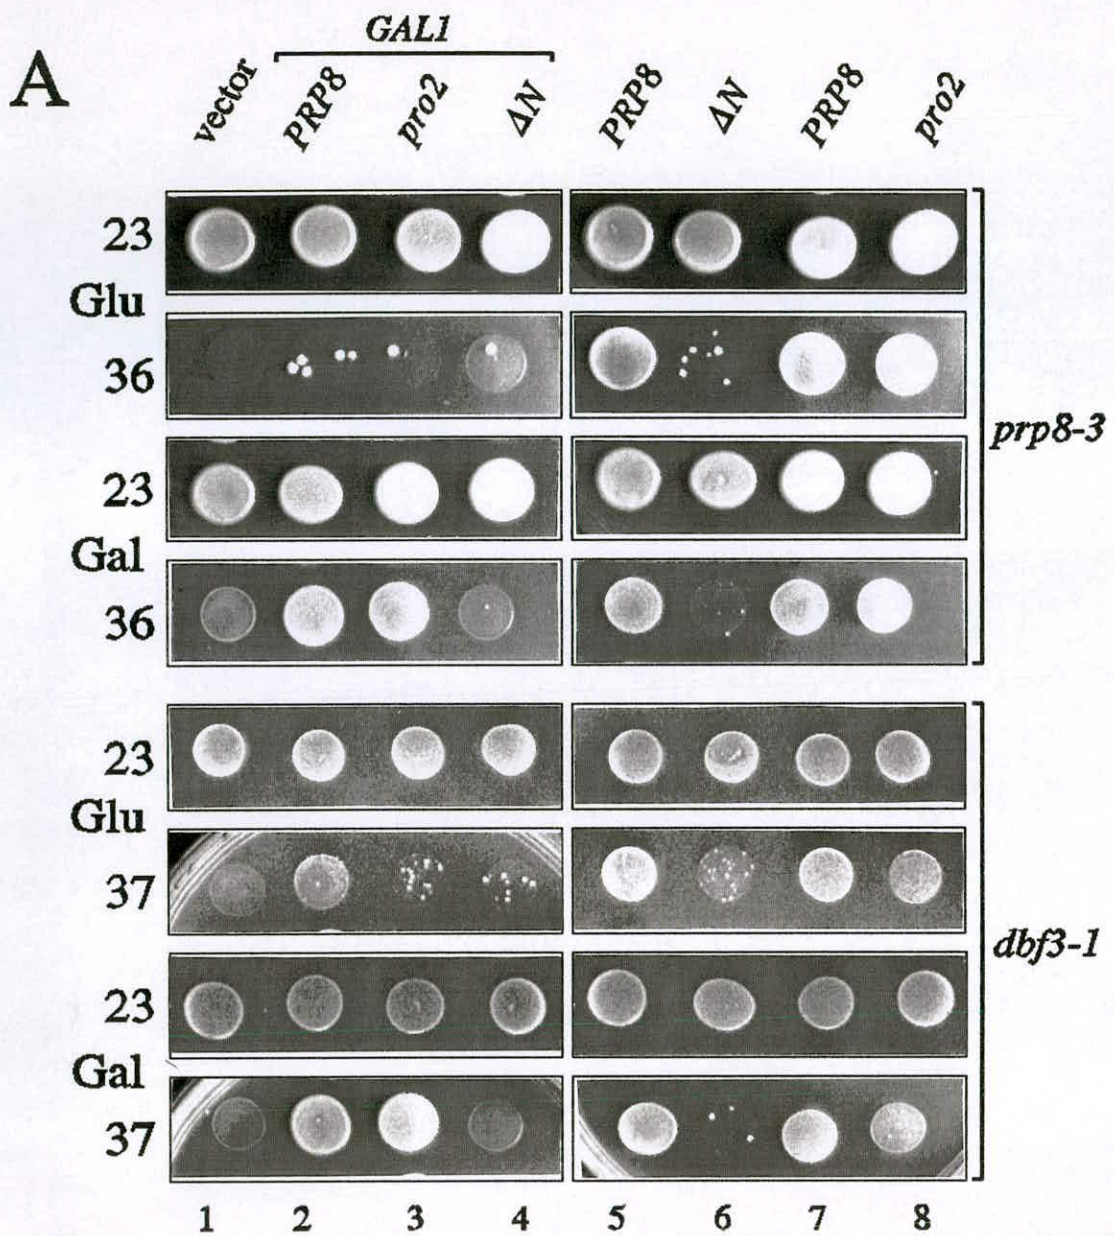 A
GAL1
vector PRP8 pro2 ΔN PRP8 ΔN PRP8 pro2
23
Glu
36
prp8-3
23
Gal
36
23
Glu
37
dbf3-1
23
Gal
37
1 2 3 4 5 6 7 8